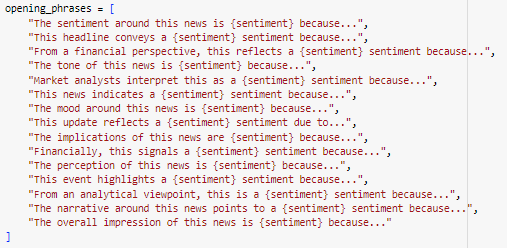 opening_phrases = [
"The sentiment around this news is {sentiment} because...",
"This headline conveys a {sentiment} sentiment because...",
"From a financial perspective, this reflects a {sentiment} sentiment because...",
"The tone of this news is {sentiment} because...",
"Market analysts interpret this as a {sentiment} sentiment because...",
"This news indicates a {sentiment} sentiment because...",
"The mood around this news is {sentiment} because...",
"This update reflects a {sentiment} sentiment due to...",
"The implications of this news are {sentiment} because...",
"Financially, this signals a {sentiment} sentiment because...",
"The perception of this news is {sentiment} because...",
"This event highlights a {sentiment} sentiment because...",
"From an analytical viewpoint, this is a {sentiment} sentiment because...",
"The narrative around this news points to a {sentiment} sentiment because...",
"The overall impression of this news is {sentiment} because..."
]